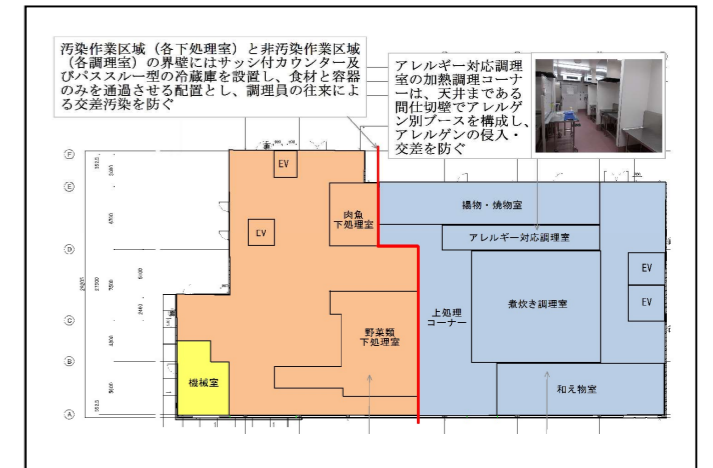 汚染作業区域（各下処理室）と非汚染作業区域
（各調理室）の界壁にはサッシ付カウンター及
びパススルー型の冷蔵庫を設置し、食材と容器
のみを通過させる配置とし、調理員の往来によ
る交差汚染を防ぐ
アレルギー対応調理
室の加熱調理コーナ
ーは、天井まである
間仕切壁でアレルゲ
ン別ブースを構成し、
アレルゲンの侵入・
交差を防ぐ
F
E
D
C
B
A
EV
EV
肉魚
下処理室
野菜類
下処理室
機械室
揚物・焼物室
アレルギー対応調理室
上処理
コーナー
煮炊き調理室
EV
EV
和え物室